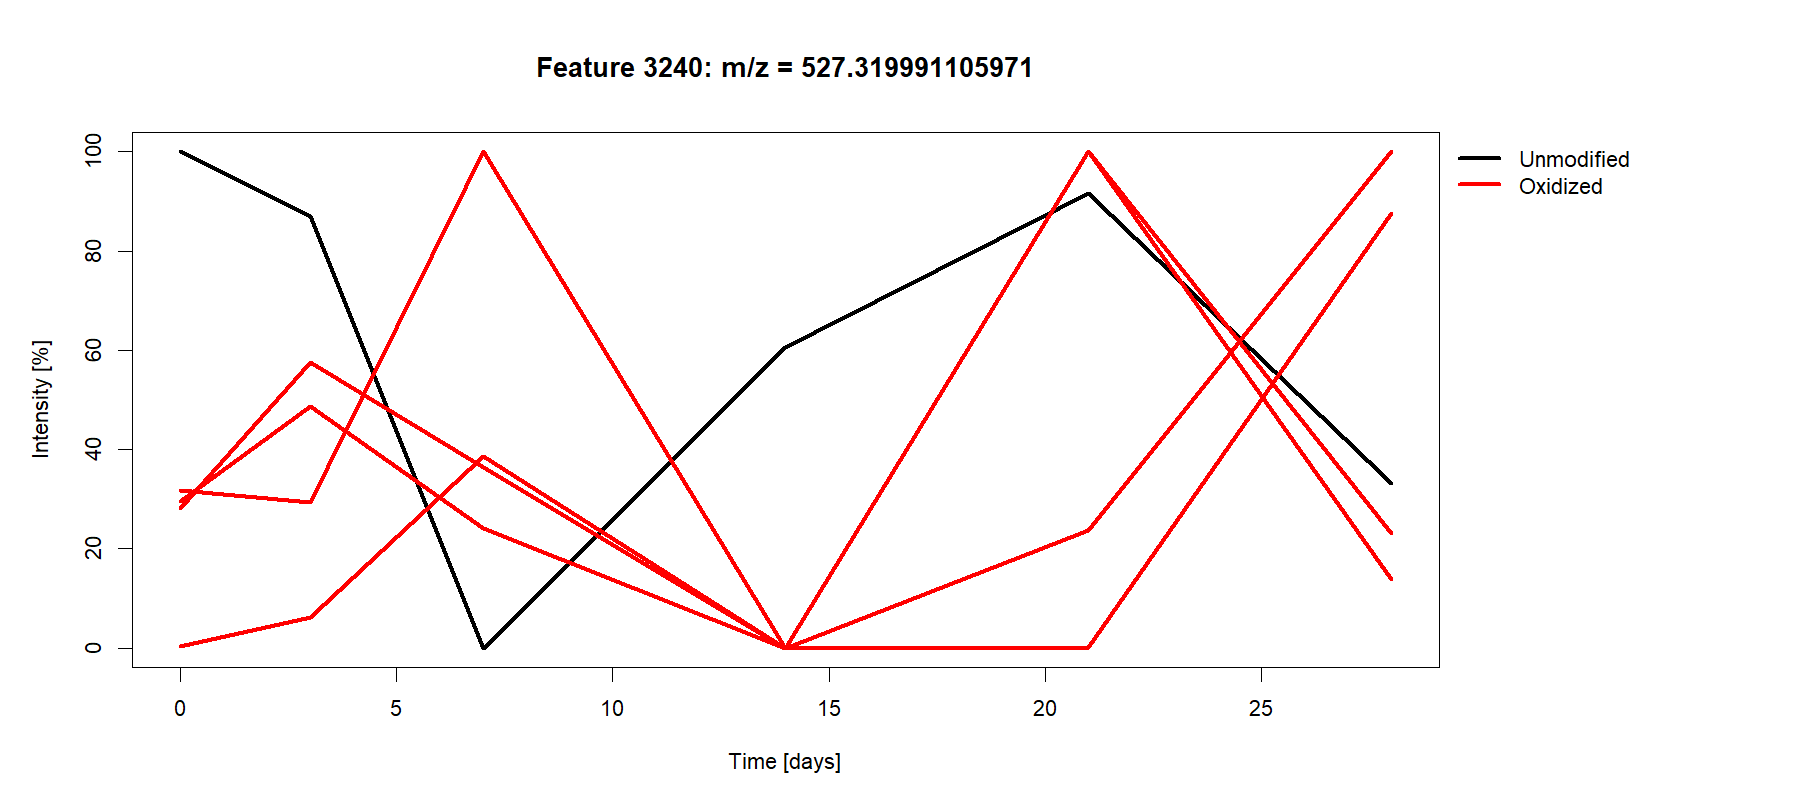 Feature 3240: m/z = 527.319991105971
Unmodified
Oxidized
Intensity [%]
100
80
60
40
20
0
0 5 10 15 20 25
Time [days]